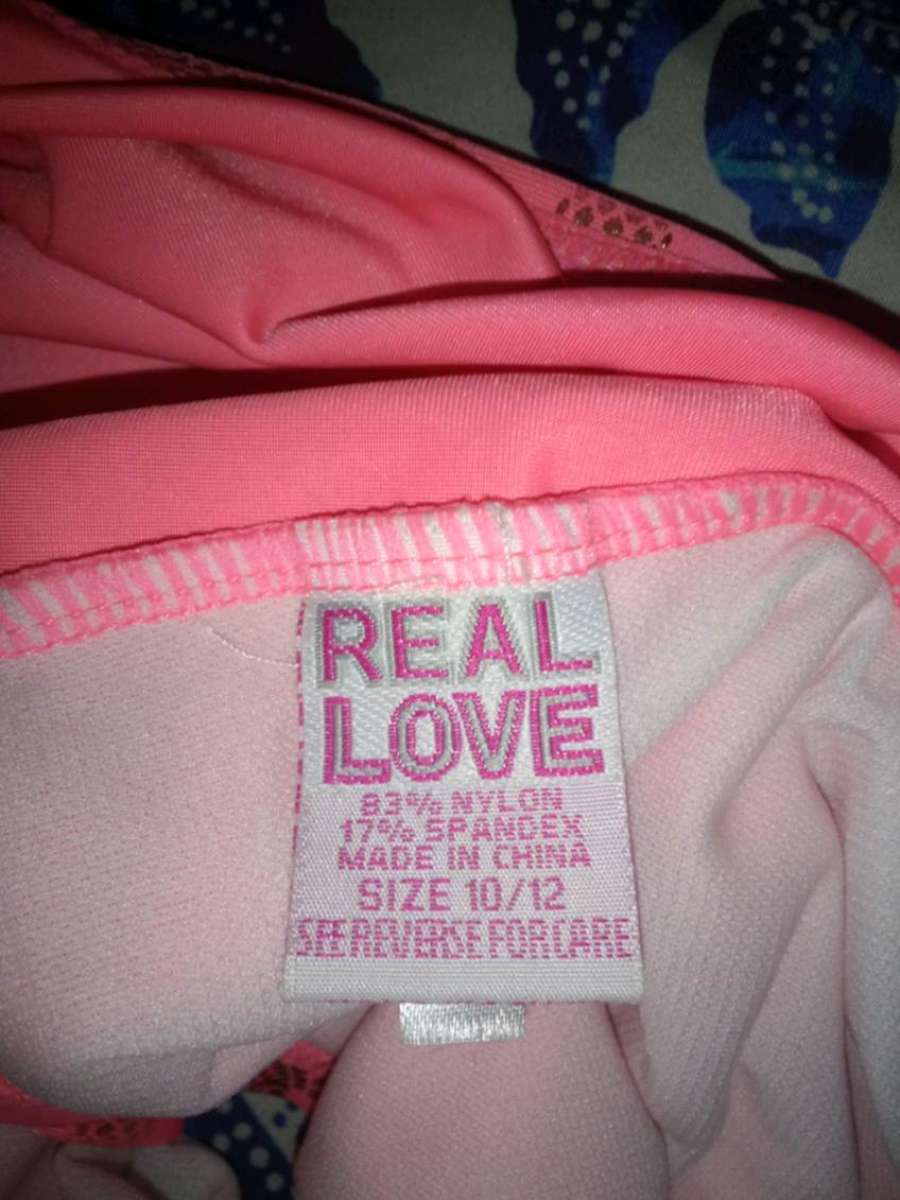 REAL
LOVE
83% NYLON
17% SPANDEX
MADE IN CHINA
SIZE 10/12
SEE REVERSE FOR CARE